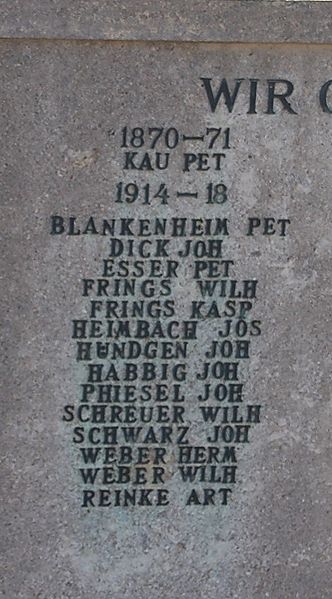 WIR
1870-71
KAU PET
1914-18
BLANKENHEIM PET
DICK JOH
ESSER PET
FRINGS WILH
FRINGS KASP
HEIMBACH JOS
HÜNDGEN JOH
HABBIG JOH
PHIESEL JOH
SCHREUER WILH
SCHWARZ JOH
WEBER HERM
WEBER WILH
REINKE ART